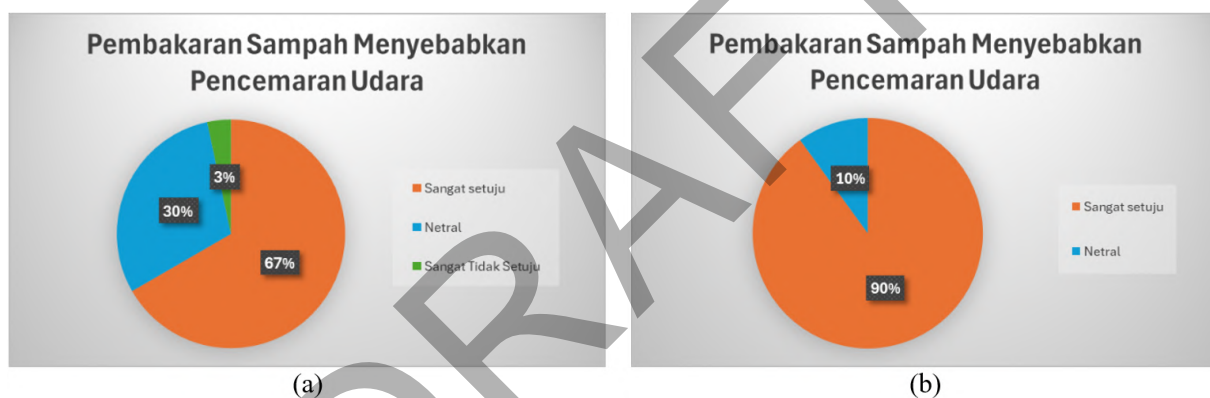 Pembakaran Sampah Menyebabkan
Pencemaran Udara
3%
30%
67%
Sangat setuju
Netral
Sangat Tidak Setuju
(a)
Pembakaran Sampah Menyebabkan
Pencemaran Udara
10%
90%
Sangat setuju
Netral
(b)
DRAFT